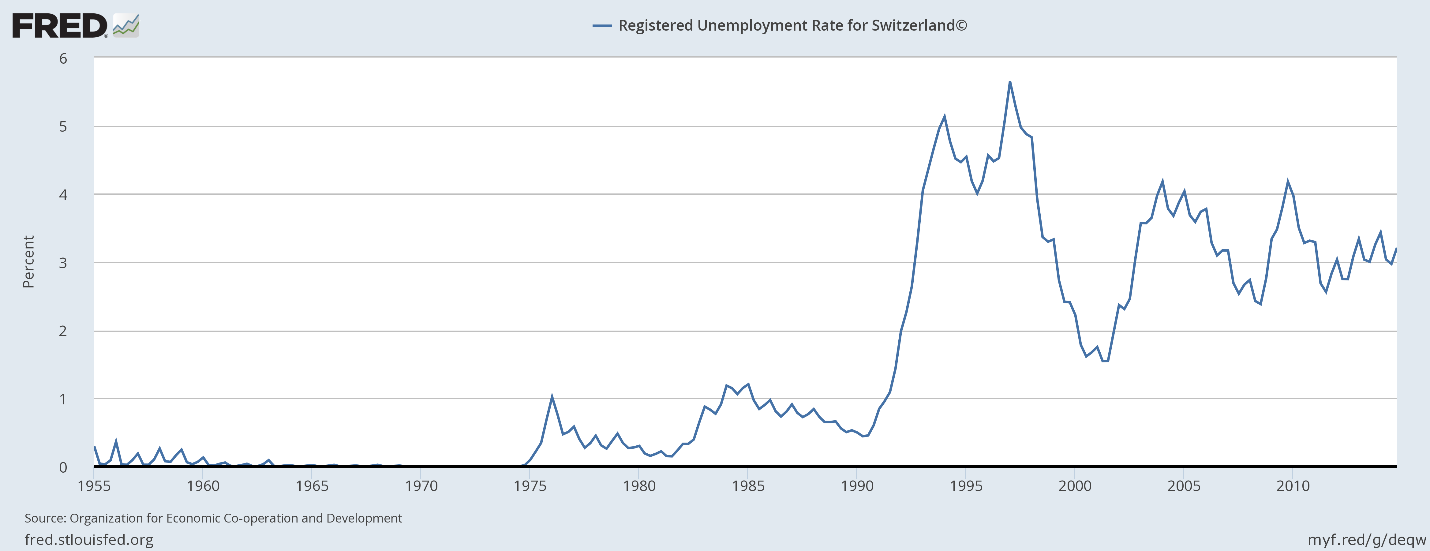 FRED
Registered Unemployment Rate for Switzerland©
6
5
4
3
2
1
0
Percent
1955 1960 1965 1970 1975 1980 1985 1990 1995 2000 2005 2010
Source: Organization for Economic Co-operation and Development
fred.stlouisfed.org
myf.red/g/deqw